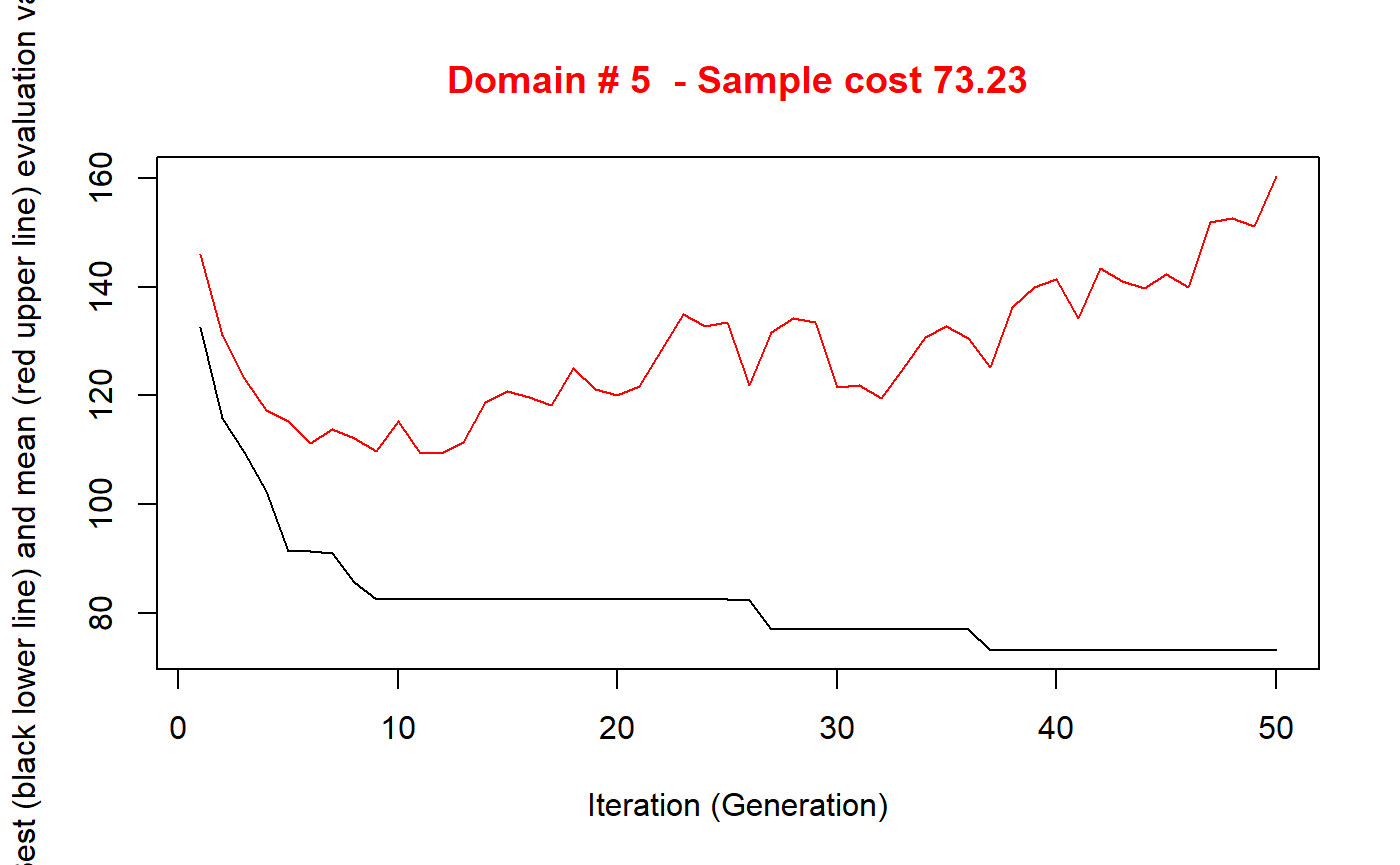 Domain # 5  - Sample cost 73.23
(black lower line) and mean (red upper line) evaluation
160
140
120
100
80
0 10 20 30 40 50
Iteration (Generation)